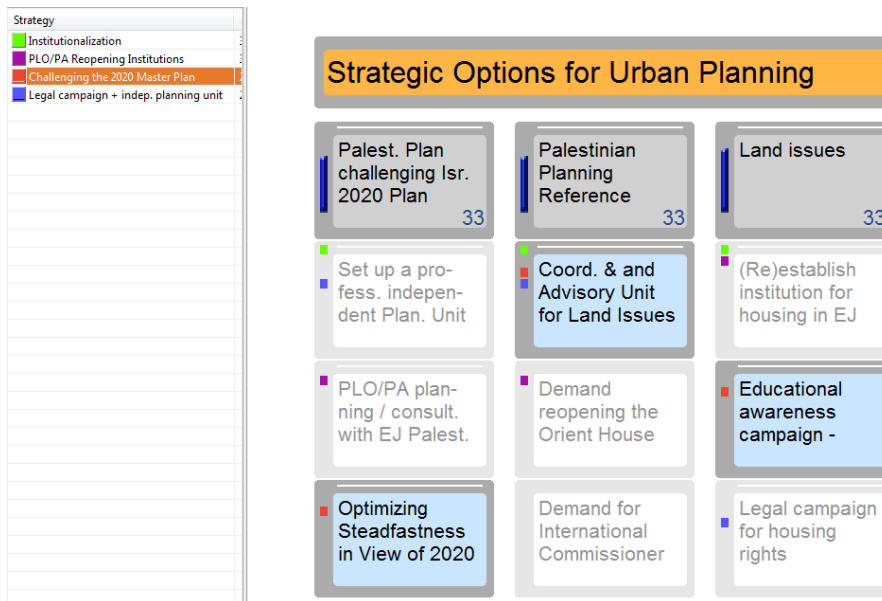 Strategy
Institutionalization
PLO/PA Reopening Institutions
Challenging the 2020 Master Plan
Legal campaign + indep. planning unit
Strategic Options for Urban Planning
Palest. Plan
challenging Isr.
2020 Plan
33
Palestinian
Planning
Reference
33
Land issues
33
Set up a pro-
fess. indepen-
dent Plan. Unit
Coord. & and
Advisory Unit
for Land Issues
(Re)establish
institution for
housing in EJ
PLO/PA plan-
ning / consult.
with EJ Palest.
Demand
reopening the
Orient House
Educational
awareness
campaign -
Optimizing
Steadfastness
in View of 2020
Demand for
International
Commissioner
Legal campaign
for housing
rights